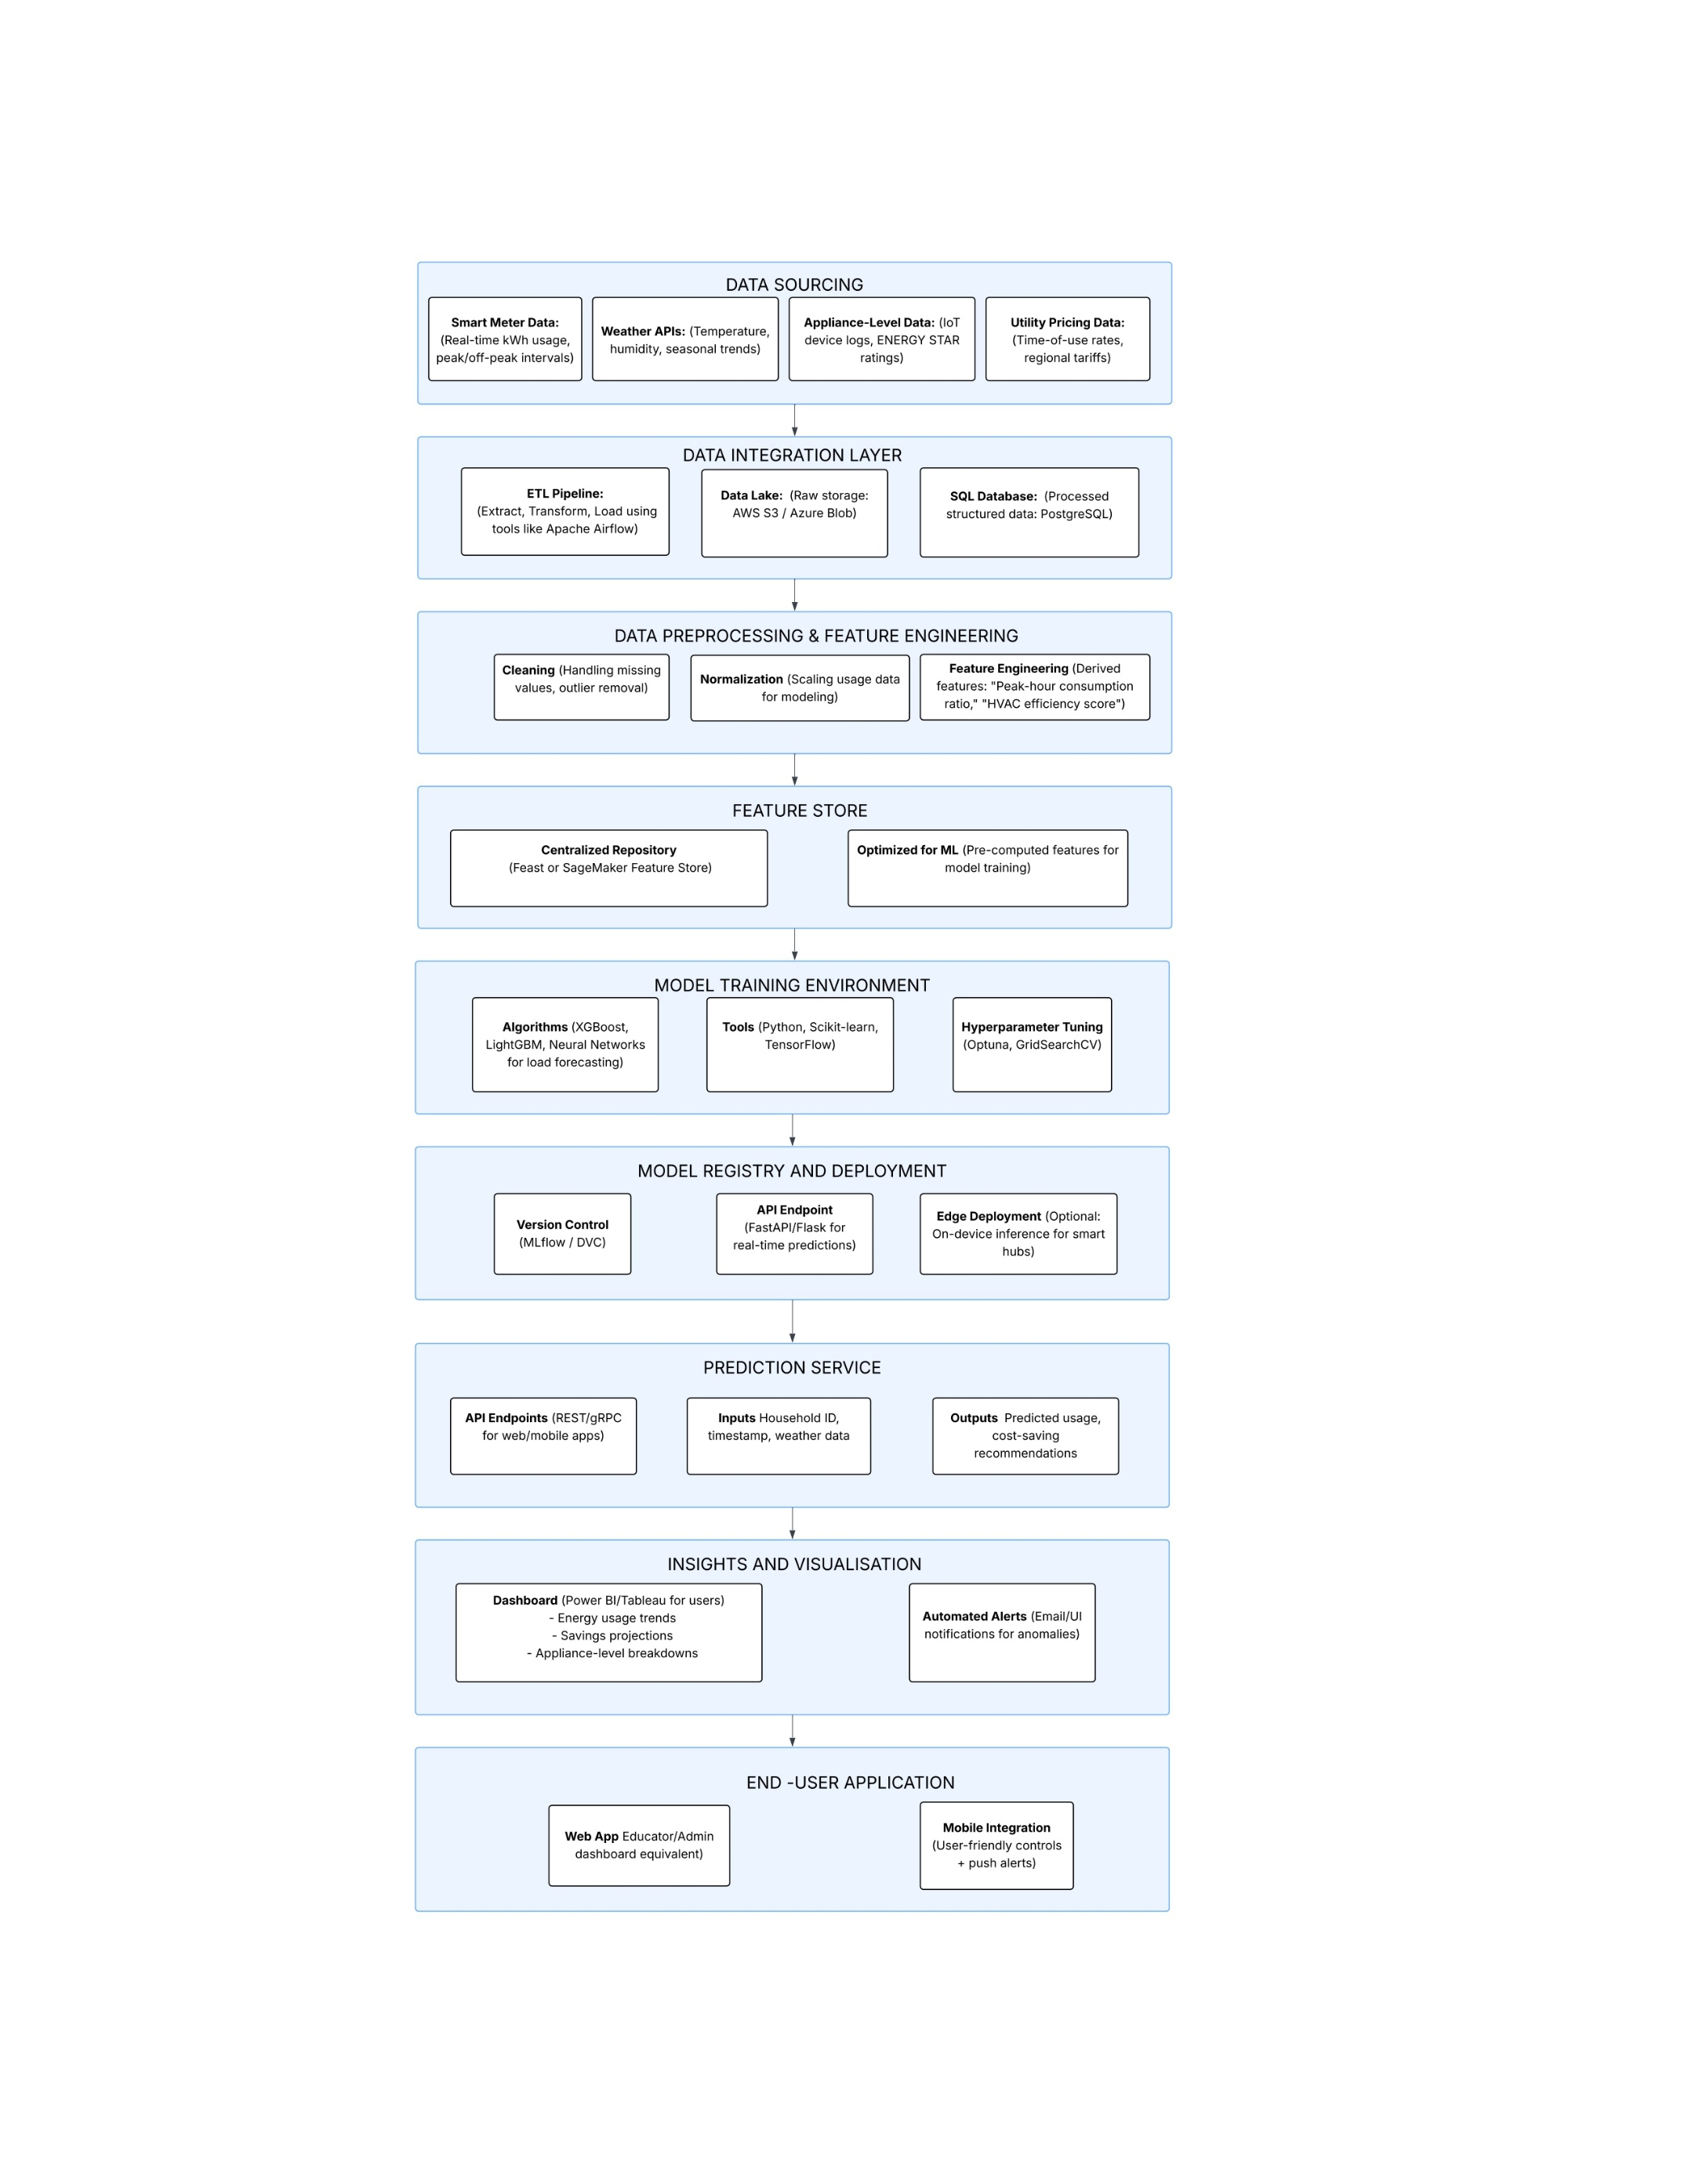 DATA SOURCING
Smart Meter Data:
(Real-time kWh usage,
peak/off-peak intervals)
Weather APIs: (Temperature,
humidity, seasonal trends)
Appliance-Level Data: (IoT
device logs, ENERGY STAR
ratings)
Utility Pricing Data:
(Time-of-use rates,
regional tariffs)
DATA INTEGRATION LAYER
ETL Pipeline:
(Extract, Transform, Load using
tools like Apache Airflow)
Data Lake: (Raw storage:
AWS S3 / Azure Blob)
SQL Database: (Processed
structured data: PostgreSQL)
DATA PREPROCESSING & FEATURE ENGINEERING
Cleaning (Handling missing
values, outlier removal)
Normalization (Scaling usage data
for modeling)
Feature Engineering (Derived
features: "Peak-hour consumption
ratio," "HVAC efficiency score")
FEATURE STORE
Centralized Repository
(Feast or SageMaker Feature Store)
Optimized for ML (Pre-computed features for
model training)
MODEL TRAINING ENVIRONMENT
Algorithms (XGBoost,
LightGBM, Neural Networks
for load forecasting)
Tools (Python, Scikit-learn,
TensorFlow)
Hyperparameter Tuning
(Optuna, GridSearchCV)
MODEL REGISTRY AND DEPLOYMENT
Version Control
(MLflow / DVC)
API Endpoint
(FastAPI/Flask for
real-time predictions)
Edge Deployment (Optional:
On-device inference for smart
hubs)
PREDICTION SERVICE
API Endpoints (REST/gRPC
for web/mobile apps)
Inputs Household ID,
timestamp, weather data
Outputs Predicted usage,
cost-saving
recommendations
INSIGHTS AND VISUALISATION
Dashboard (Power BI/Tableau for users)
- Energy usage trends
- Savings projections
- Appliance-level breakdowns
Automated Alerts (Email/UI
notifications for anomalies)
END -USER APPLICATION
Web App Educator/Admin
dashboard equivalent)
Mobile Integration
(User-friendly controls
+ push alerts)